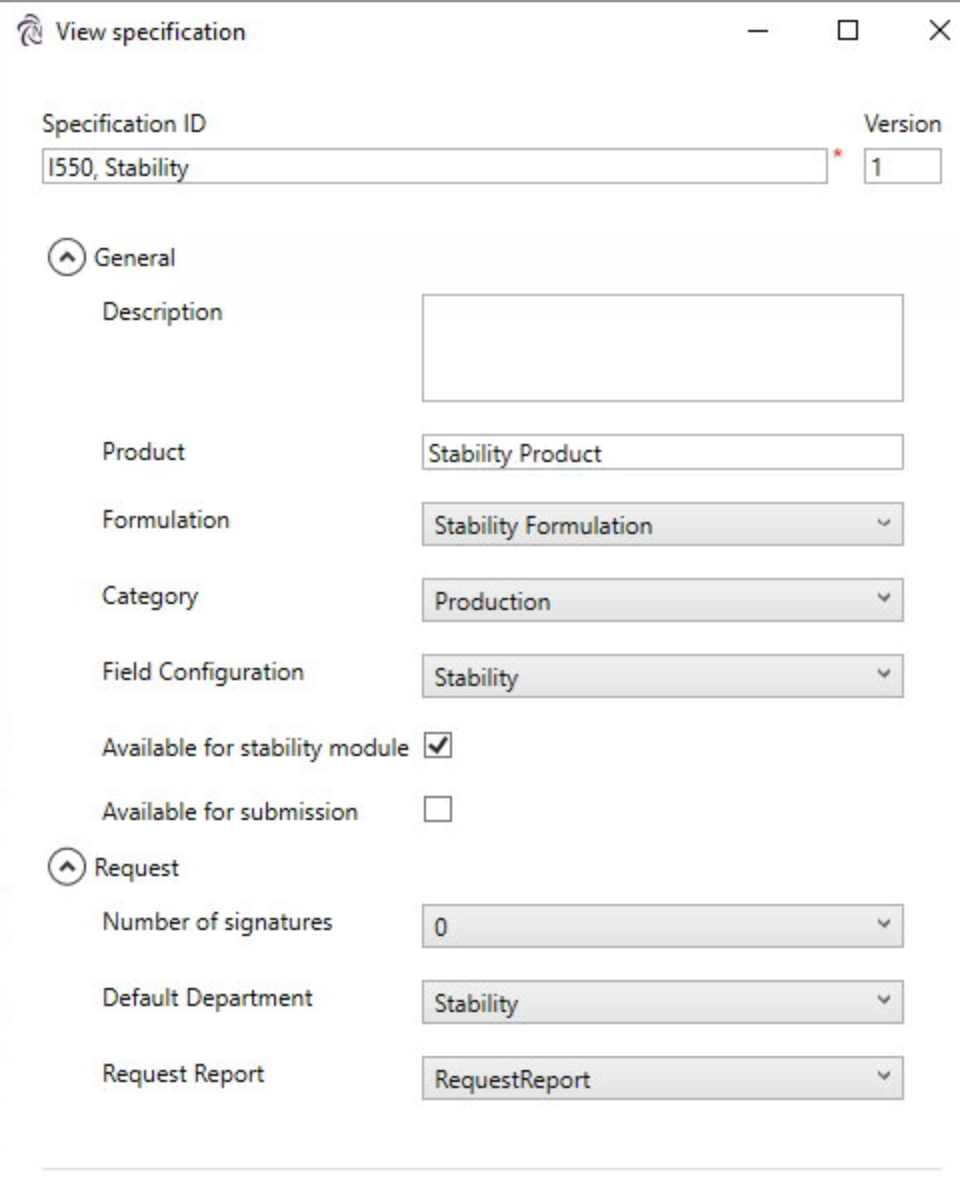 View specification
Specification ID Version
I550, Stability * 1
General
Description
Product Stability Product
Formulation Stability Formulation
Category Production
Field Configuration Stability
Available for stability module
Available for submission
Request
Number of signatures 0
Default Department Stability
Request Report RequestReport